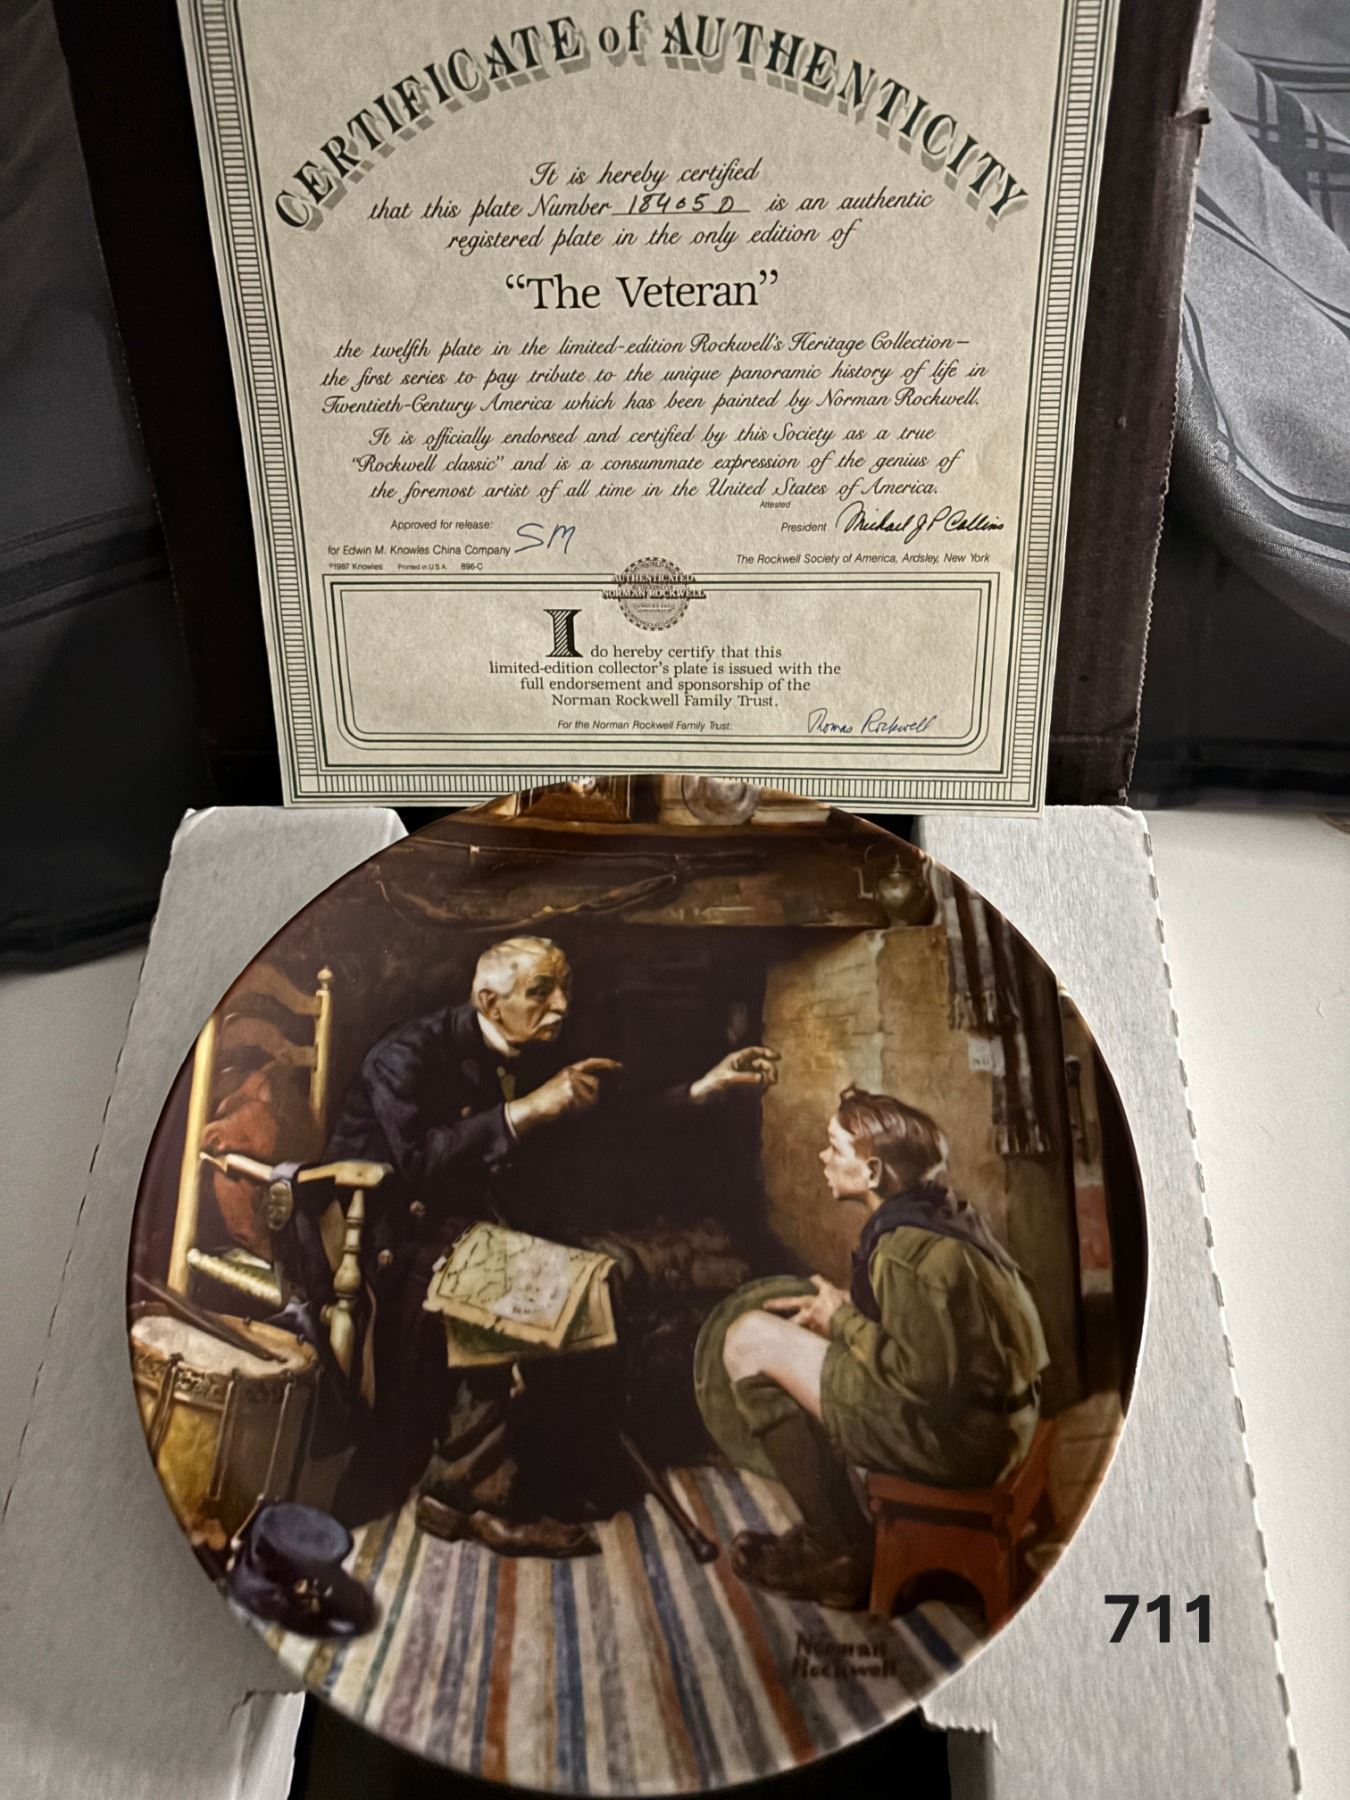 CERTIFICATE of AUTHENTICITY
It is hereby certified
that this plate Number 18405 D is an authentic
registered plate in the only edition of
“The Veteran”
the twelfth plate in the limited-edition Rockwell's Heritage Collection—
the first series to pay tribute to the unique panoramic history of life in
Twentieth-Century America which has been painted by Norman Rockwell.
It is officially endorsed and certified by this Society as a true
“Rockwell classic” and is a consummate expression of the genius of
the foremost artist of all time in the United States of America.
Attested
Approved for release:
President Michael J P Collins
for Edwin M. Knowles China Company SM
The Rockwell Society of America, Ardsley, New York
©1987 Knowles Printed in U.S.A. 896-C
AUTHENTICATED
NORMAN ROCKWELL
I do hereby certify that this
limited-edition collector's plate is issued with the
full endorsement and sponsorship of the
Norman Rockwell Family Trust.
For the Norman Rockwell Family Trust: Thomas Rockwell
711
Norman
Rockwell